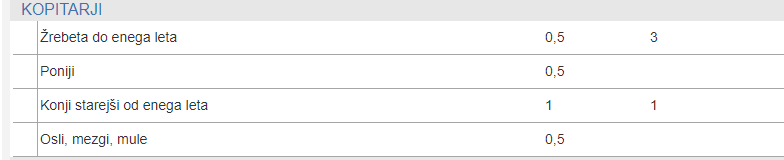 KOPITARJI
Žrebeta do enega leta 0,5 3
Poniji 0,5
Konji starejši od enega leta 1 1
Osli, mezgi, mule 0,5